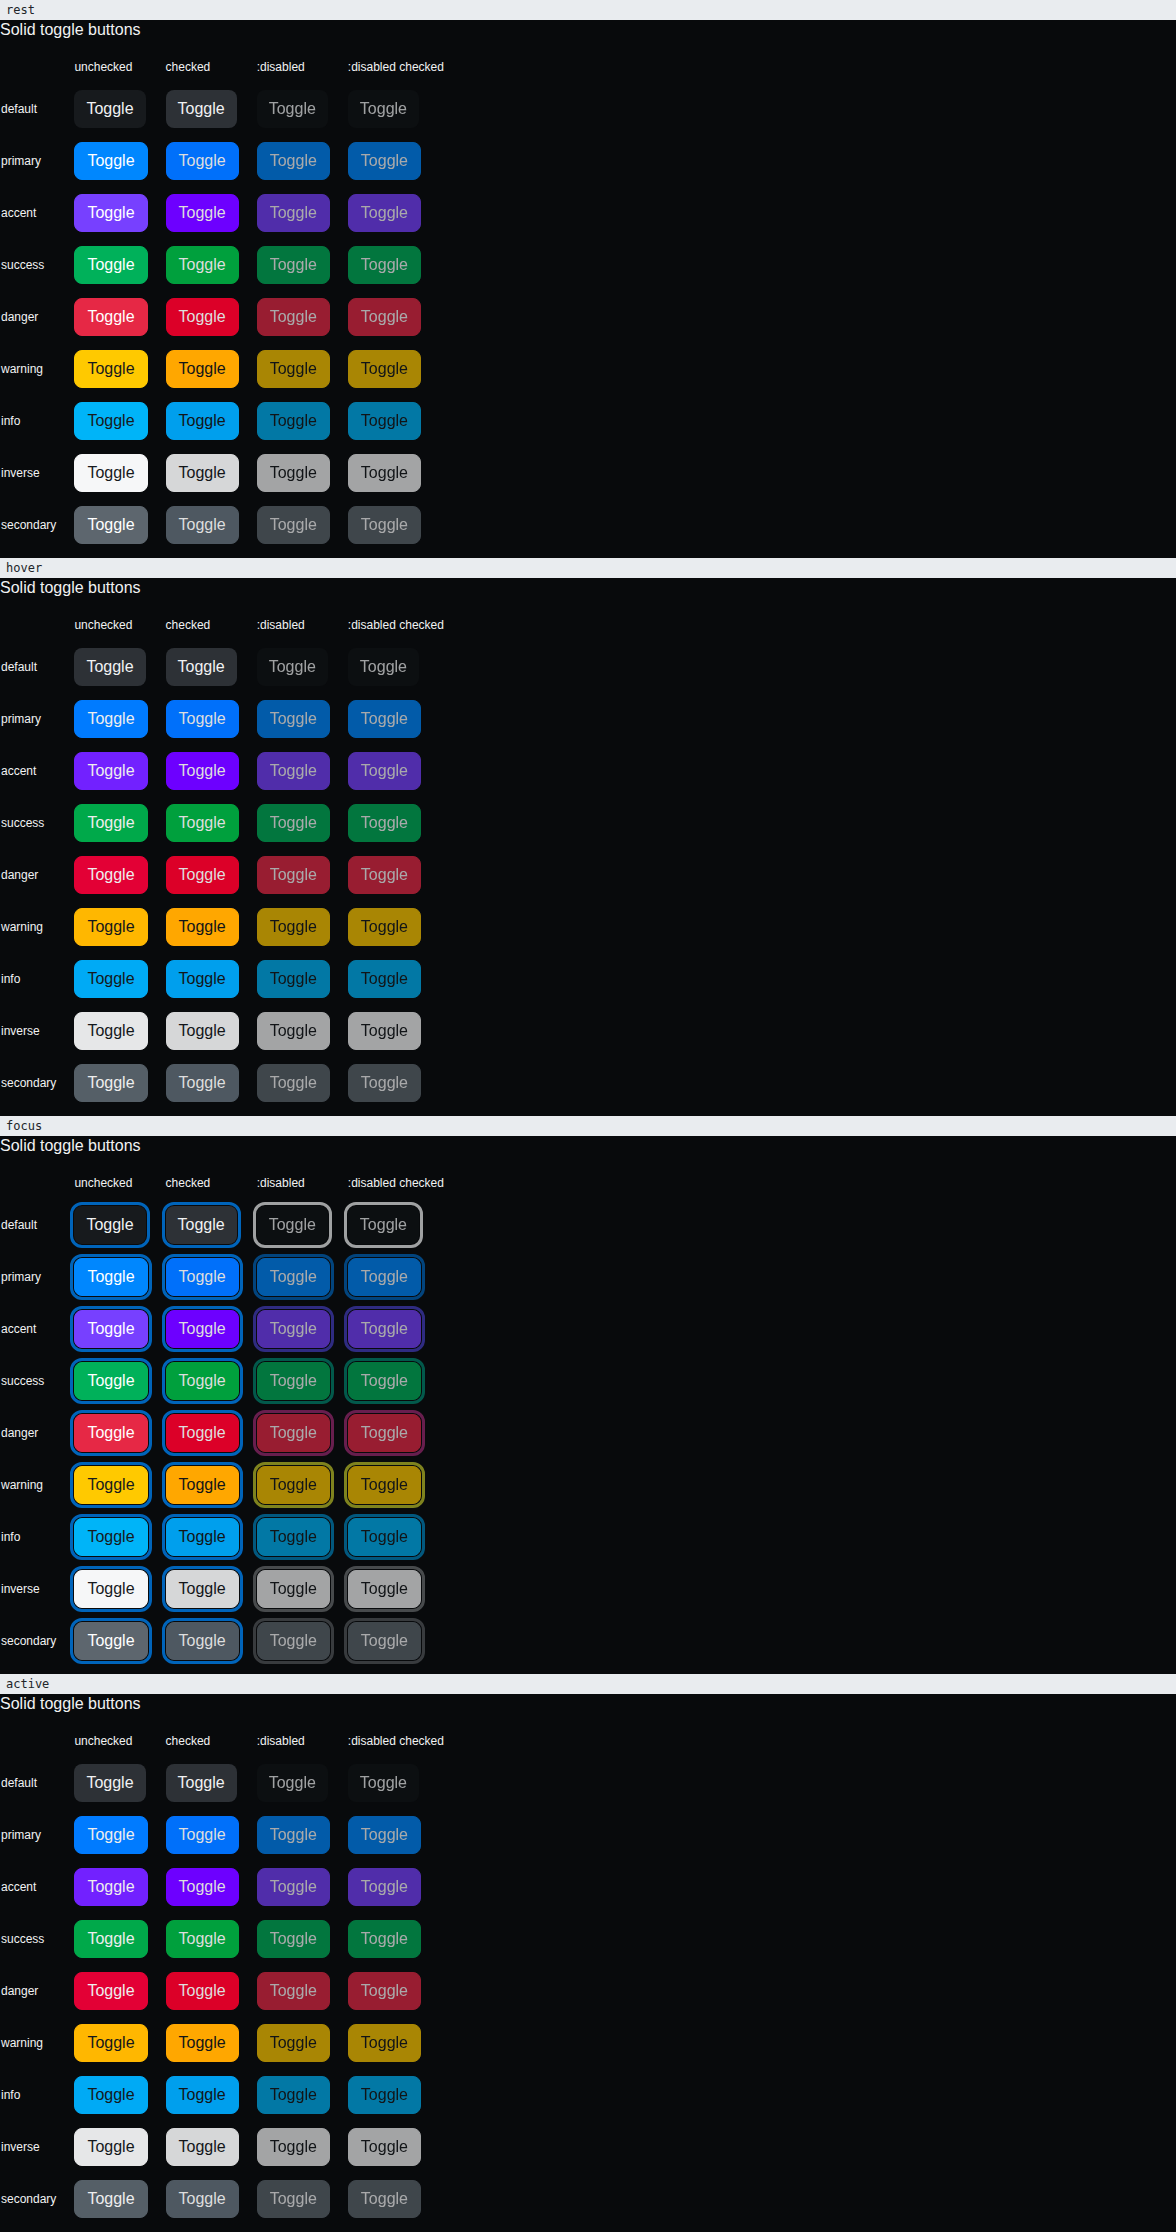 rest
Solid toggle buttons
unchecked checked :disabled :disabled checked
default Toggle Toggle Toggle Toggle
primary Toggle Toggle Toggle Toggle
accent Toggle Toggle Toggle Toggle
success Toggle Toggle Toggle Toggle
danger Toggle Toggle Toggle Toggle
warning Toggle Toggle Toggle Toggle
info Toggle Toggle Toggle Toggle
inverse Toggle Toggle Toggle Toggle
secondary Toggle Toggle Toggle Toggle
hover
Solid toggle buttons
unchecked checked :disabled :disabled checked
default Toggle Toggle Toggle Toggle
primary Toggle Toggle Toggle Toggle
accent Toggle Toggle Toggle Toggle
success Toggle Toggle Toggle Toggle
danger Toggle Toggle Toggle Toggle
warning Toggle Toggle Toggle Toggle
info Toggle Toggle Toggle Toggle
inverse Toggle Toggle Toggle Toggle
secondary Toggle Toggle Toggle Toggle
focus
Solid toggle buttons
unchecked checked :disabled :disabled checked
default Toggle Toggle Toggle Toggle
primary Toggle Toggle Toggle Toggle
accent Toggle Toggle Toggle Toggle
success Toggle Toggle Toggle Toggle
danger Toggle Toggle Toggle Toggle
warning Toggle Toggle Toggle Toggle
info Toggle Toggle Toggle Toggle
inverse Toggle Toggle Toggle Toggle
secondary Toggle Toggle Toggle Toggle
active
Solid toggle buttons
unchecked checked :disabled :disabled checked
default Toggle Toggle Toggle Toggle
primary Toggle Toggle Toggle Toggle
accent Toggle Toggle Toggle Toggle
success Toggle Toggle Toggle Toggle
danger Toggle Toggle Toggle Toggle
warning Toggle Toggle Toggle Toggle
info Toggle Toggle Toggle Toggle
inverse Toggle Toggle Toggle Toggle
secondary Toggle Toggle Toggle Toggle